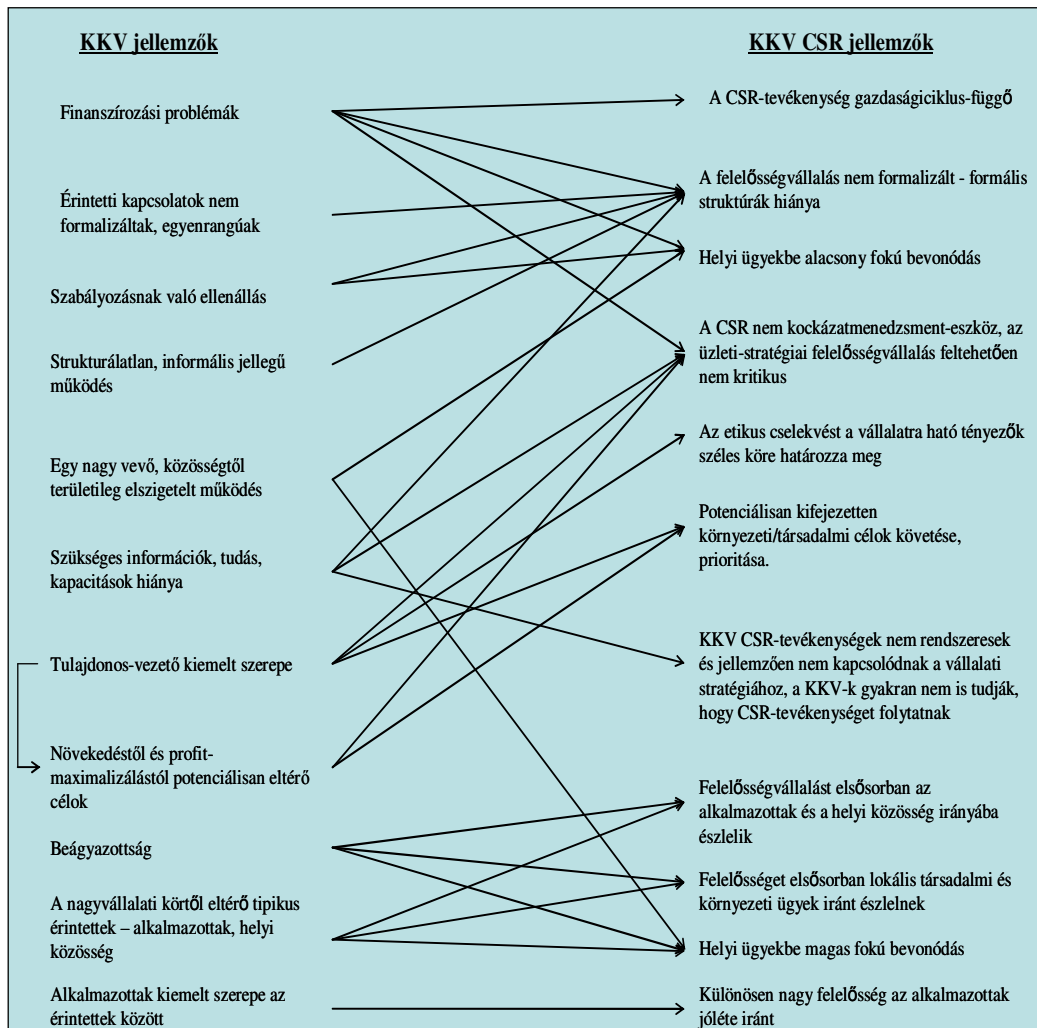 KKV jellemzők
Finanszírozási problémák
Érintetti kapcsolatok nem
formalizáltak, egyenrangúak
Szabályozásnak való ellenállás
Strukturálatlan, informális jellegű
működés
Egy nagy vevő, közösségtől
területileg elszigetelt működés
Szükséges információk, tudás,
kapacitások hiánya
Tulajdonos-vezető kiemelt szerepe
Növekedéstől és profit-
maximalizálástól potenciálisan eltérő
célok
Beágyazottság
A nagyvállalati körtől eltérő tipikus
érintettek – alkalmazottak, helyi
közösség
Alkalmazottak kiemelt szerepe az
érintettek között
KKV CSR jellemzők
A CSR-tevékenység gazdaságiciklus-függő
A felelősségvállalás nem formalizált - formális
struktúrák hiánya
Helyi ügyekbe alacsony fokú bevonódás
A CSR nem kockázatmenedzsment-eszköz, az
üzleti-stratégiai felelősségvállalás feltehetően
nem kritikus
Az etikus cselekvést a vállalatra ható tényezők
széles köre határozza meg
Potenciálisan kifejezetten
környezeti/társadalmi célok követése,
prioritása.
KKV CSR-tevékenységek nem rendszeresek
és jellemzően nem kapcsolódnak a vállalati
stratégiához, a KKV-k gyakran nem is tudják,
hogy CSR-tevékenységet folytatnak
Felelősségvállalást elsősorban az
alkalmazottak és a helyi közösség irányába
észlelik
Felelősséget elsősorban lokális társadalmi és
környezeti ügyek iránt észlelnek
Helyi ügyekbe magas fokú bevonódás
Különösen nagy felelősség az alkalmazottak
jóléte iránt